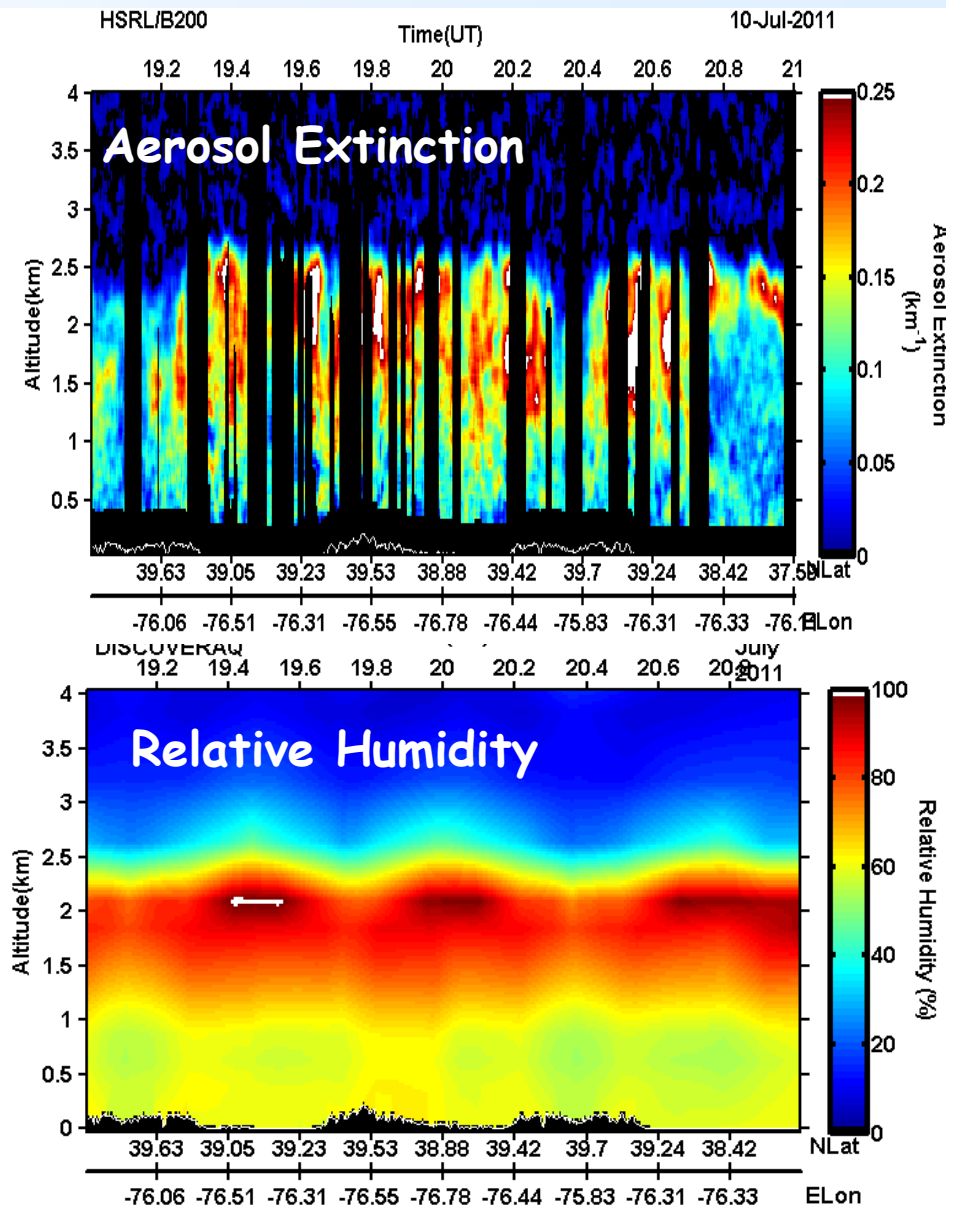 HSRL/B200 Time(UT) 10-Jul-2011
19.2 19.4 19.6 19.8 20 20.2 20.4 20.6 20.8 21
Aerosol Extinction
4
3.5
3
2.5
2
1.5
1
0.5
Altitude(km)
0.25
0.2
0.15
0.1
0.05
0
Aerosol Extinction
(km-1)
39.63 39.05 39.23 39.53 38.88 39.42 39.7 39.24 38.42 37.5 NLat
-76.06 -76.51 -76.31 -76.55 -76.78 -76.44 -75.83 -76.31 -76.33 -76.1 ELon
DISCOVERAQ July
19.2 19.4 19.6 19.8 20 20.2 20.4 20.6 20.8 2011
Relative Humidity
4
3.5
3
2.5
2
1.5
1
0.5
0
Altitude(km)
100
80
60
40
20
0
Relative Humidity (%)
39.63 39.05 39.23 39.53 38.88 39.42 39.7 39.24 38.42 NLat
-76.06 -76.51 -76.31 -76.55 -76.78 -76.44 -75.83 -76.31 -76.33 ELon